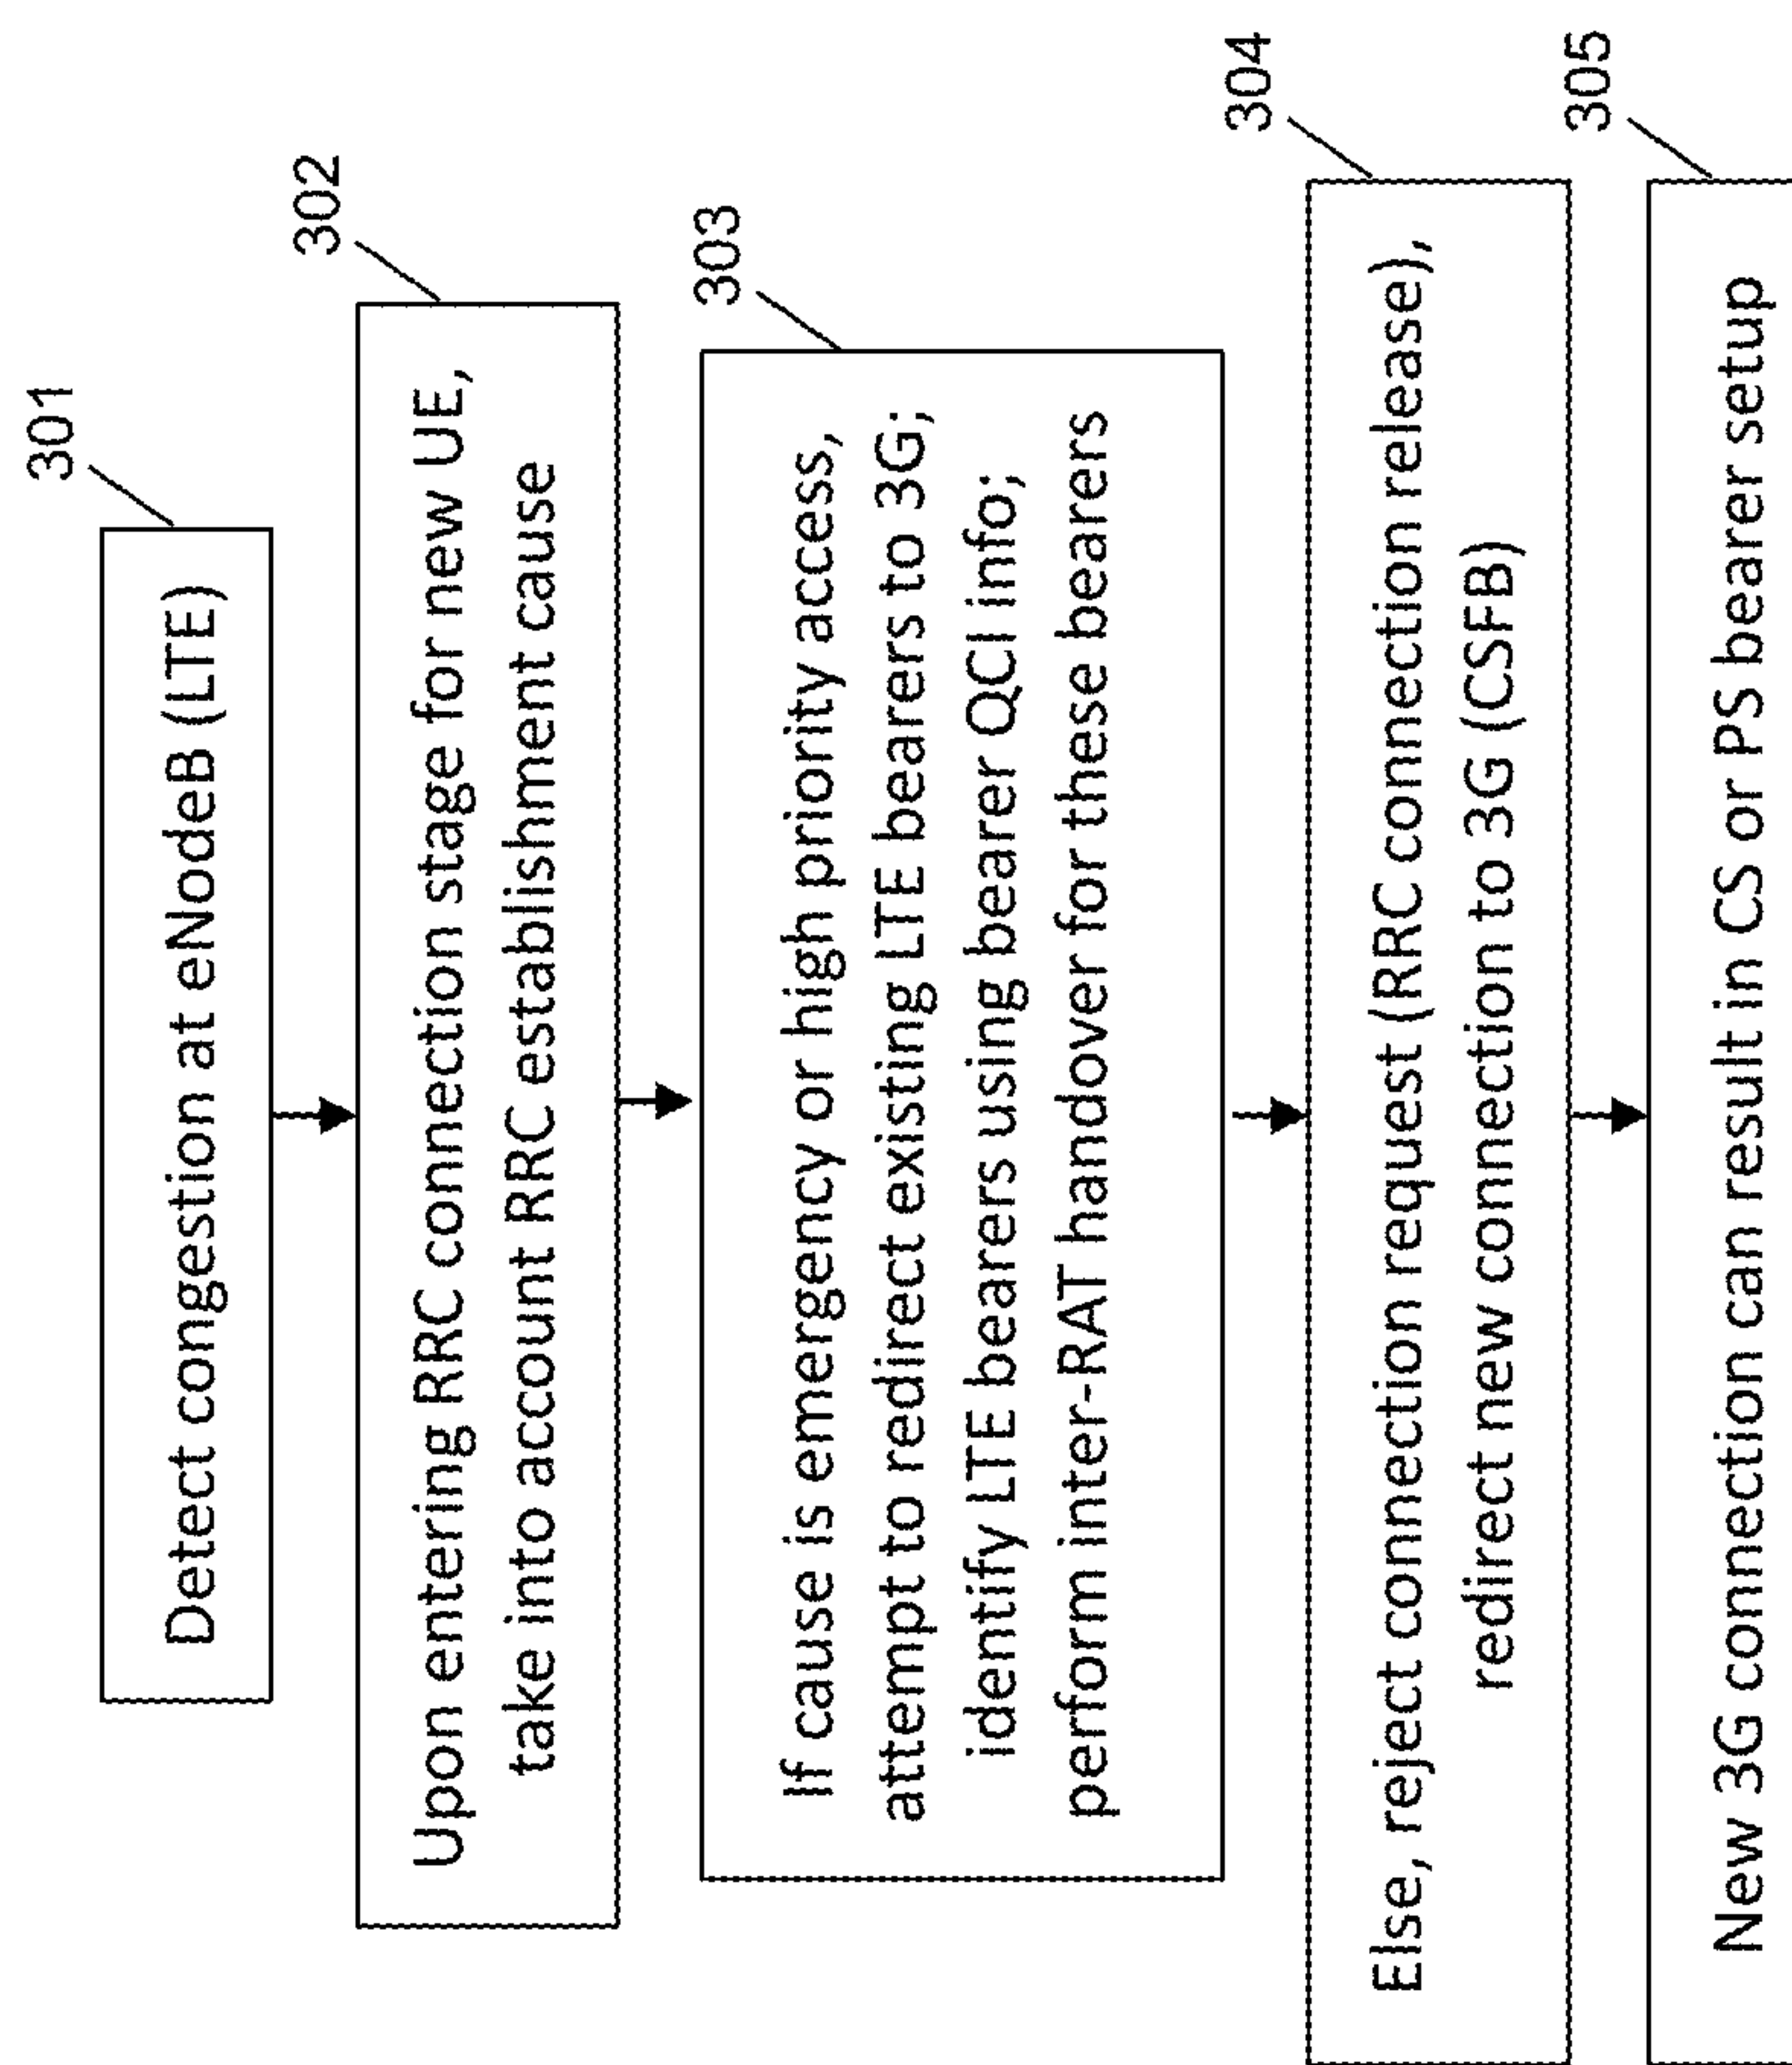 301
Detect congestion at eNodeB (LTE)
302
Upon entering RRC connection stage for new UE,
take into account RRC establishment cause
303
If cause is emergency or high priority access,
attempt to redirect existing LTE bearers to 3G;
identify LTE bearers using bearer QCI info;
perform inter-RAT handover for these bearers
304
Else, reject connection request (RRC connection release),
redirect new connection to 3G (CSFB)
305
New 3G connection can result in CS or PS bearer setup